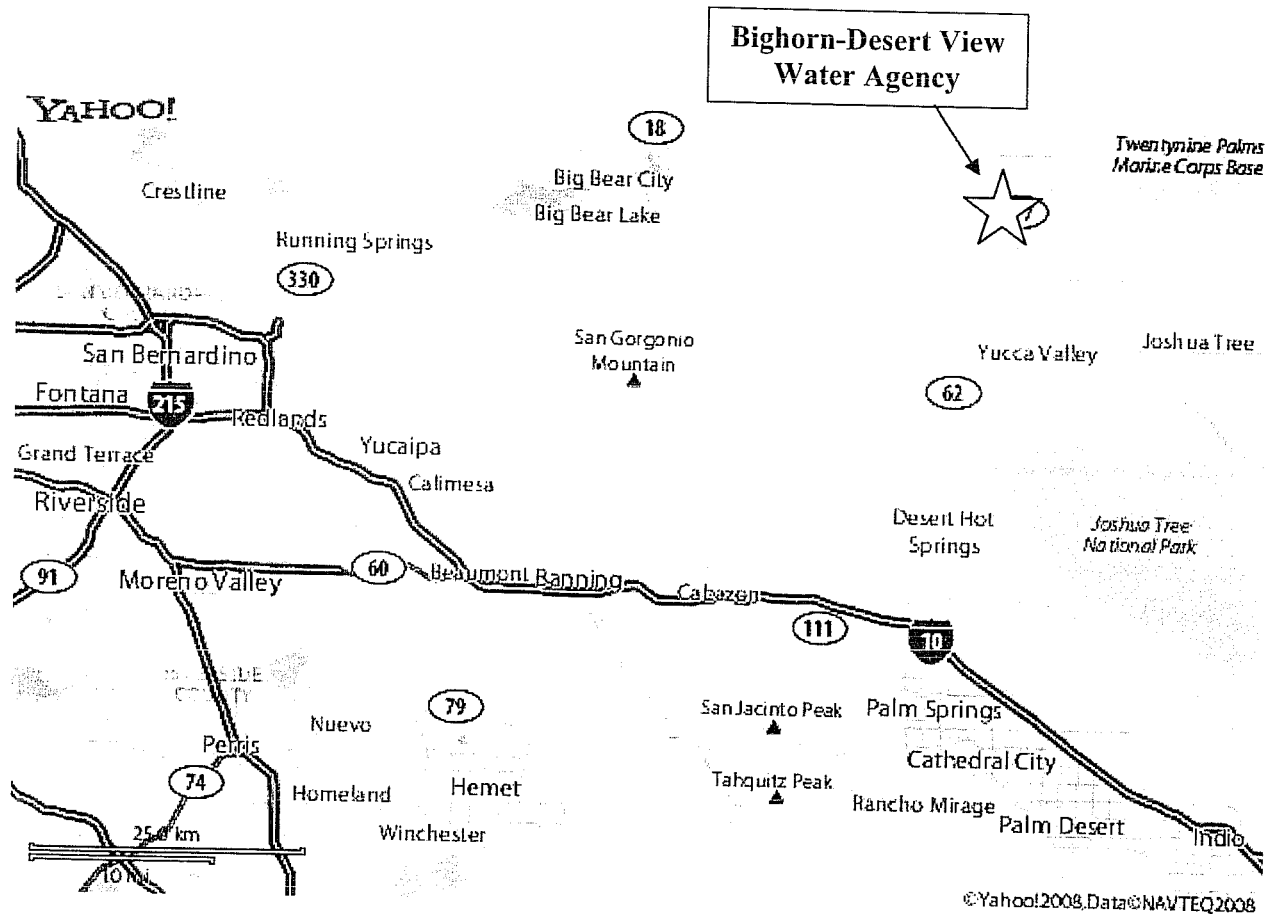 Bighorn-Desert View
Water Agency
YAHOO!
18
Twentynine Palms
Marine Corps Base
Crestline
Big Bear City
Big Bear Lake
Running Springs
330
San Gorgonio
Mountain
San Bernardino
Yucca Valley
Joshua Tree
Fontana
215
62
Redlands
Grand Terrace
Yucaipa
Calimesa
Riverside
Desert Hot
Springs
Joshua Tree
National Park
91
Moreno Valley
60
Beaumont
Banning
Cabazon
111
10
79
San Jacinto Peak
Palm Springs
Nuevo
Perris
Cathedral City
74
Homeland
Hemet
Tahquitz Peak
Rancho Mirage
Palm Desert
Winchester
Indio
km
10 mi
©Yahoo!2008,Data©NAVTEQ2008